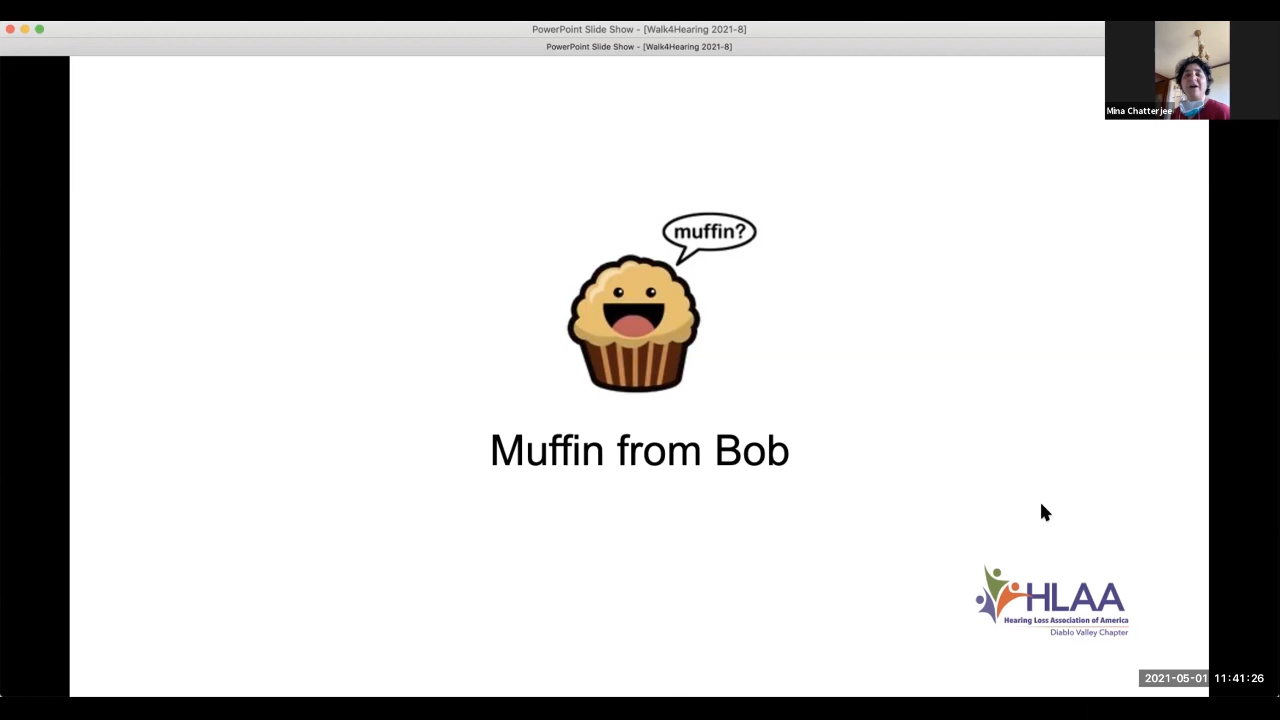 PowerPoint Slide Show - [Walk4Hearing 2021-8]
PowerPoint Slide Show - [Walk4Hearing 2021-8]
Mina Chatterjee
muffin?
Muffin from Bob
HLAA
Hearing Loss Association of America
Diablo Valley Chapter
2021-05-01 11:41:26